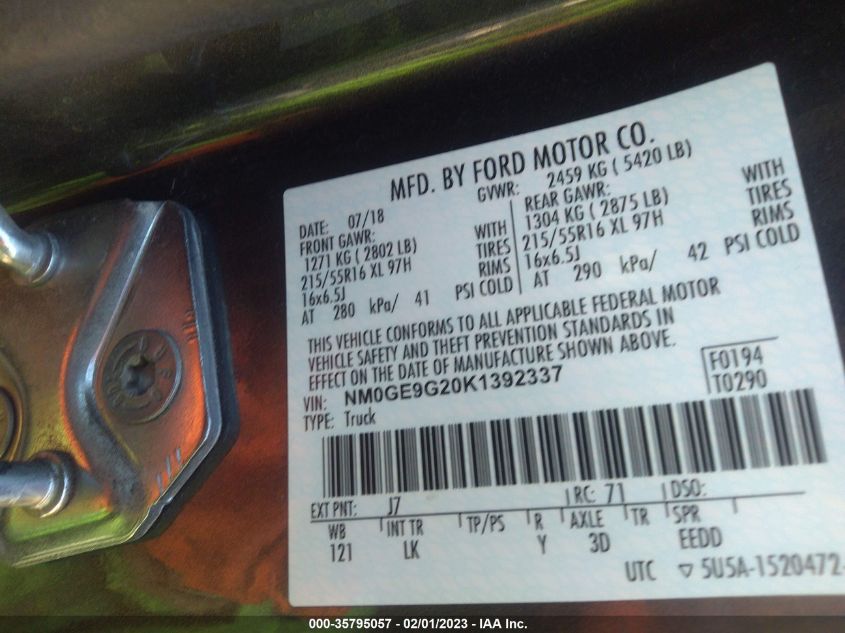 MFD. BY FORD MOTOR CO.
DATE: 07/18
GVWR: 2459 KG ( 5420 LB)
FRONT GAWR:
1271 KG ( 2802 LB) WITH
215/55R16 XL 97H TIRES
16x6.5J RIMS
AT 280 kPa/ 41 PSI COLD
REAR GAWR:
1304 KG ( 2875 LB) WITH
215/55R16 XL 97H TIRES
16x6.5J RIMS
AT 290 kPa/ 42 PSI COLD
THIS VEHICLE CONFORMS TO ALL APPLICABLE FEDERAL MOTOR
VEHICLE SAFETY AND THEFT PREVENTION STANDARDS IN
EFFECT ON THE DATE OF MANUFACTURE SHOWN ABOVE.
VIN: NM0GE9G20K1392337
TYPE: Truck
F0194
T0290
EXT PNT: J7 RC: 71 DSO:
WB INT TR TP/PS R AXLE TR SPR
121 LK Y 3D EEDD
UTC ▽ 5U5A-1520472-
000-35795057 / 02/01/2023 - IAA Inc.